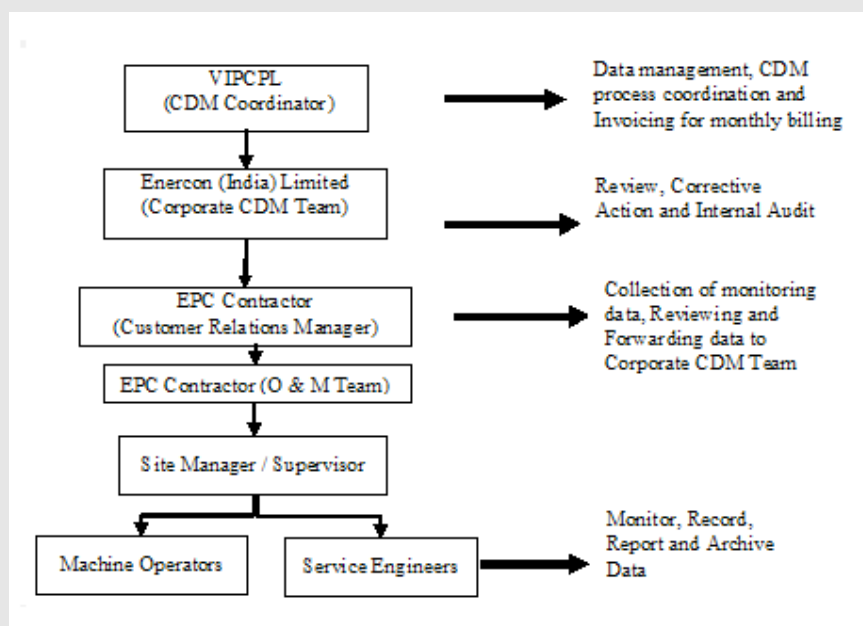 VIPCPL
(CDM Coordinator)
Data management, CDM
process coordination and
Invoicing for monthly billing
Enercon (India) Limited
(Corporate CDM Team)
Review, Corrective
Action and Internal Audit
EPC Contractor
(Customer Relations Manager)
Collection of monitoring
data, Reviewing and
Forwarding data to
Corporate CDM Team
EPC Contractor (O & M Team)
Site Manager / Supervisor
Machine Operators
Service Engineers
Monitor, Record,
Report and Archive
Data